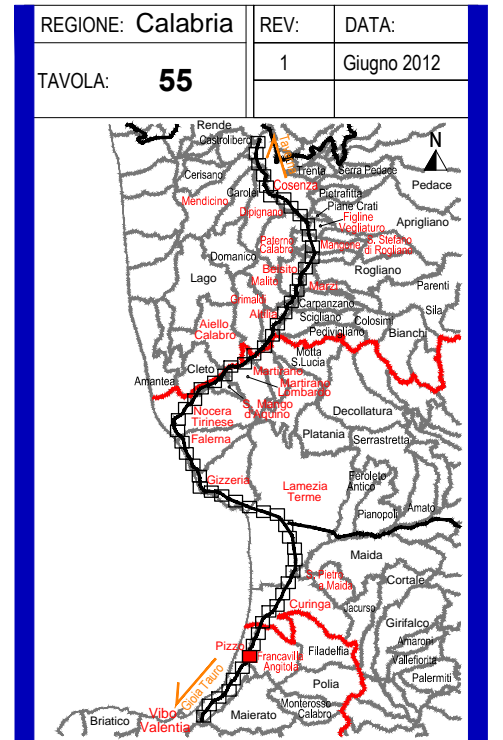 REGIONE: Calabria
REV:
DATA:
TAVOLA: 55
1
Giugno 2012
Rende
Castrolibero
N
Trenta
Serra Pedace
Cerisano
Cosenza
Pedace
Carolei
Pietrafitta
Mendicino
Piane Crati
Dipignano
Figline
Vegliaturo
Aprigliano
Paterno
Calabro
Mangone
S. Stefano
di Rogliano
Domanico
Belsito
Rogliano
Lago
Malito
Marzi
Parenti
Grimaldi
Carpanzano
Altilia
Scigliano
Sila
Aiello
Calabro
Colosimi
Pedivigliano
Bianchi
Motta
S.Lucia
Cleto
Martirano
Amantea
Martirano
Lombardo
S. Mango
d'Aquino
Nocera
Tirinese
Decollatura
Platania
Falerna
Serrastretta
Gizzeria
Lamezia
Terme
Feroleto
Antico
Amato
Pianopoli
Maida
S. Pietro
a Maida
Cortale
Curinga
Jacurso
Girifalco
Pizzo
Amaroni
Francavilla
Angitola
Filadelfia
Vallefiorita
Gioia Tauro
Polia
Palermiti
Monterosso
Calabro
Vibo
Valentia
Briatico
Maierato